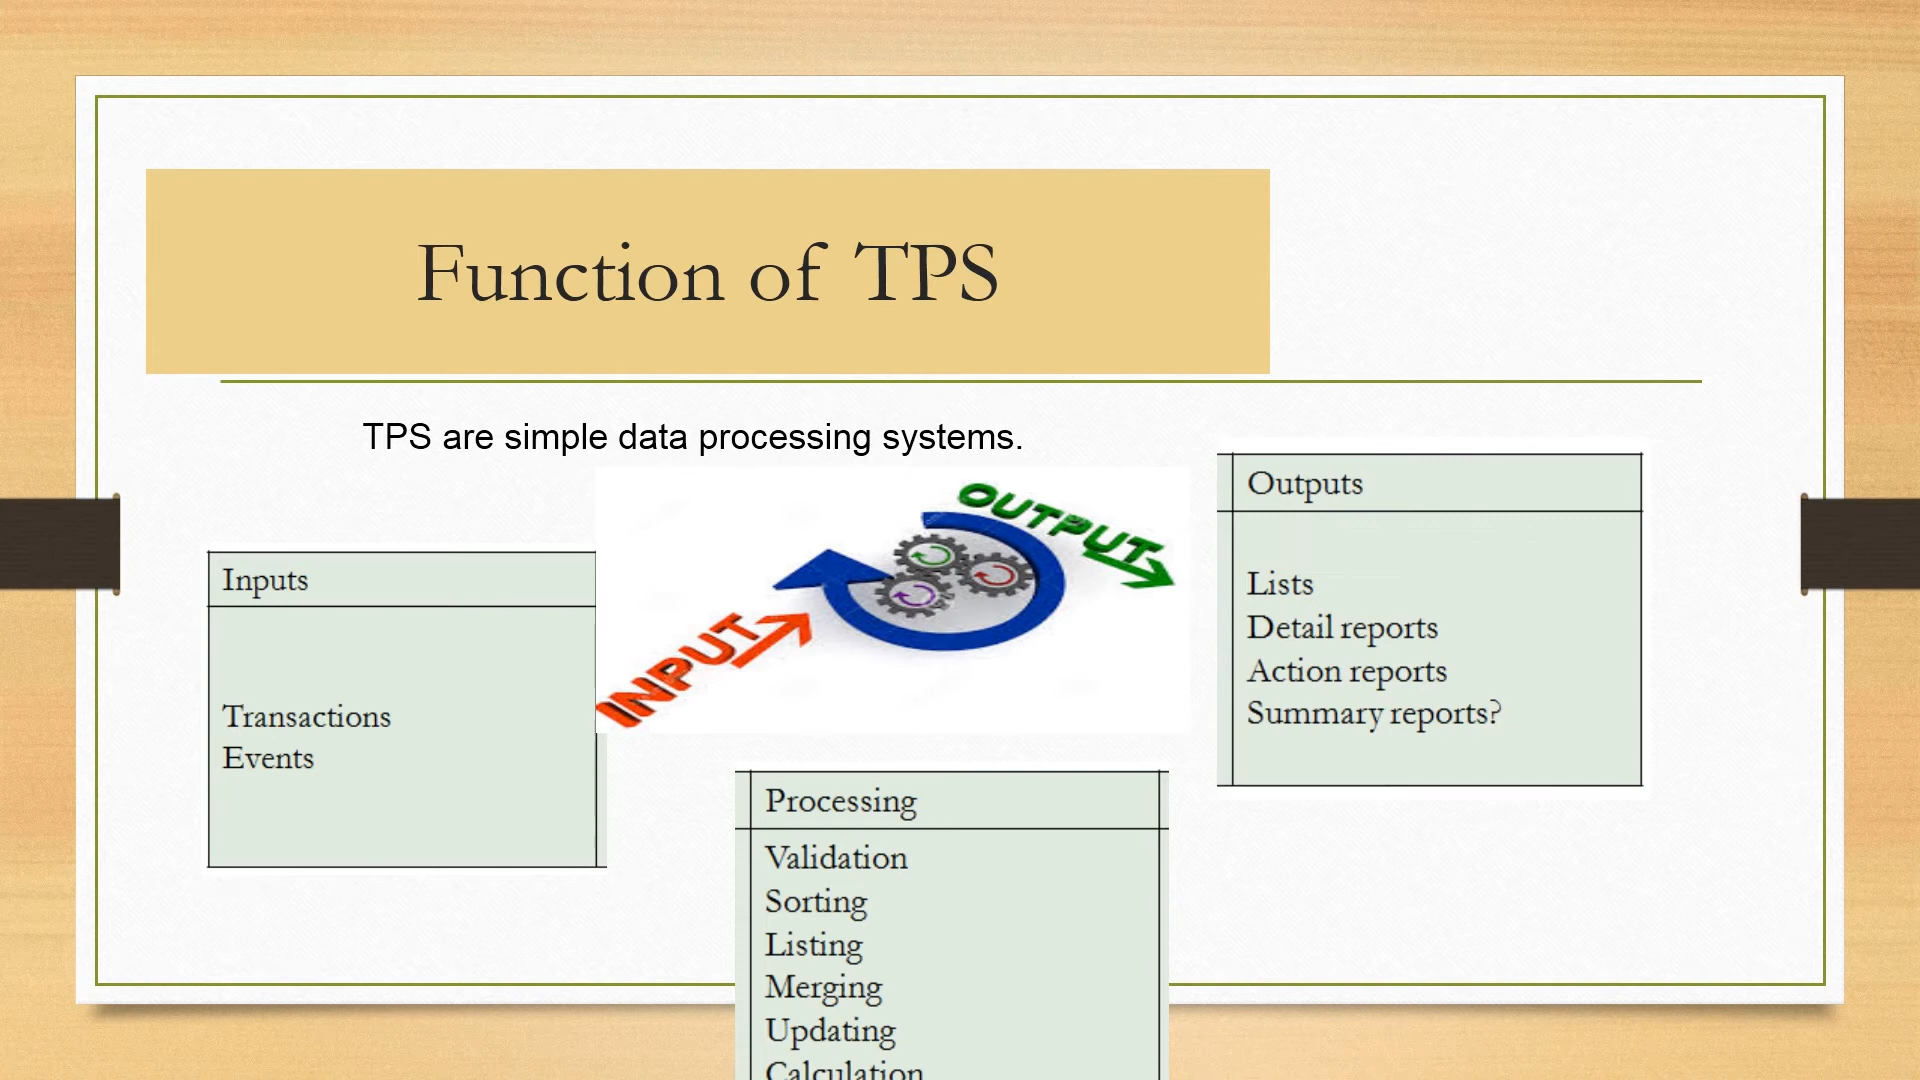 Function of TPS
TPS are simple data processing systems.
Inputs
Transactions
Events
INPUT
OUTPUT
Outputs
Lists
Detail reports
Action reports
Summary reports?
Processing
Validation
Sorting
Listing
Merging
Updating
Calculation